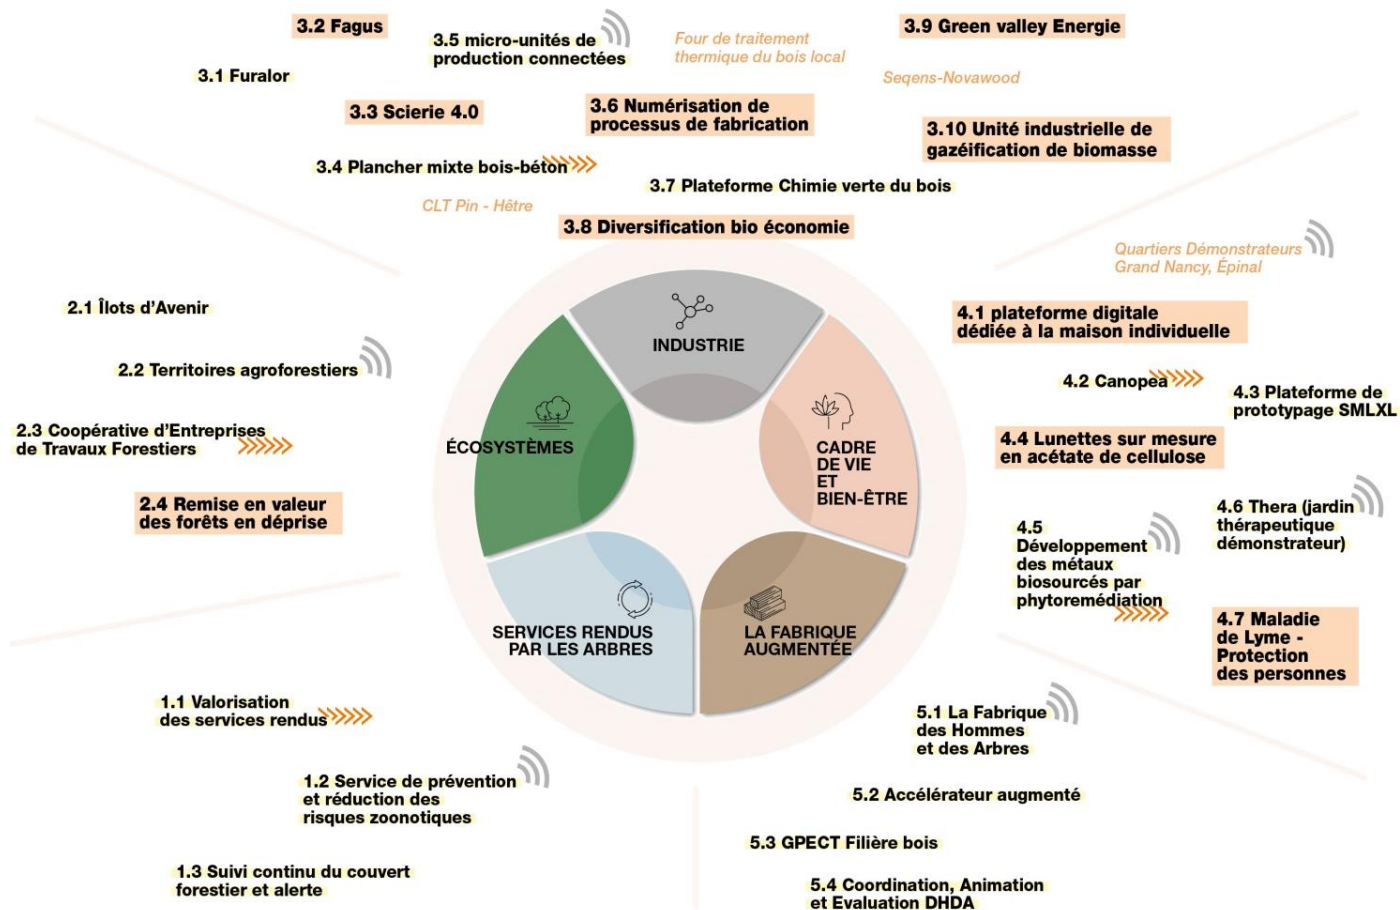 3.2 Fagus
3.5 micro-unités de
production connectées
Four de traitement
thermique du bois local
3.9 Green valley Energie
3.1 Furalor
Seqens-Novawood
3.3 Scierie 4.0
3.6 Numérisation de
processus de fabrication
3.10 Unité industrielle de
gazéification de biomasse
3.4 Plancher mixte bois-béton
3.7 Plateforme Chimie verte du bois
CLT Pin - Hêtre
3.8 Diversification bio économie
Quartiers Démonstrateurs
Grand Nancy, Épinal
2.1 Îlots d'Avenir
2.2 Territoires agroforestiers
2.3 Coopérative d'Entreprises
de Travaux Forestiers
2.4 Remise en valeur
des forêts en déprise
INDUSTRIE
ÉCOSYSTÈMES
CADRE
DE VIE
ET
BIEN-ÊTRE
SERVICES RENDUS
PAR LES ARBRES
LA FABRIQUE
AUGMENTÉE
4.1 plateforme digitale
dédiée à la maison individuelle
4.2 Canopea
4.3 Plateforme de
prototypage SMLXL
4.4 Lunettes sur mesure
en acétate de cellulose
4.5
Développement
des métaux
biosourcés par
phytoremédiation
4.6 Thera (jardin
thérapeutique
démonstrateur)
4.7 Maladie
de Lyme -
Protection
des personnes
1.1 Valorisation
des services rendus
1.2 Service de prévention
et réduction des
risques zoonotiques
1.3 Suivi continu du couvert
forestier et alerte
5.1 La Fabrique
des Hommes
et des Arbres
5.2 Accélérateur augmenté
5.3 GPECT Filière bois
5.4 Coordination, Animation
et Evaluation DHDA